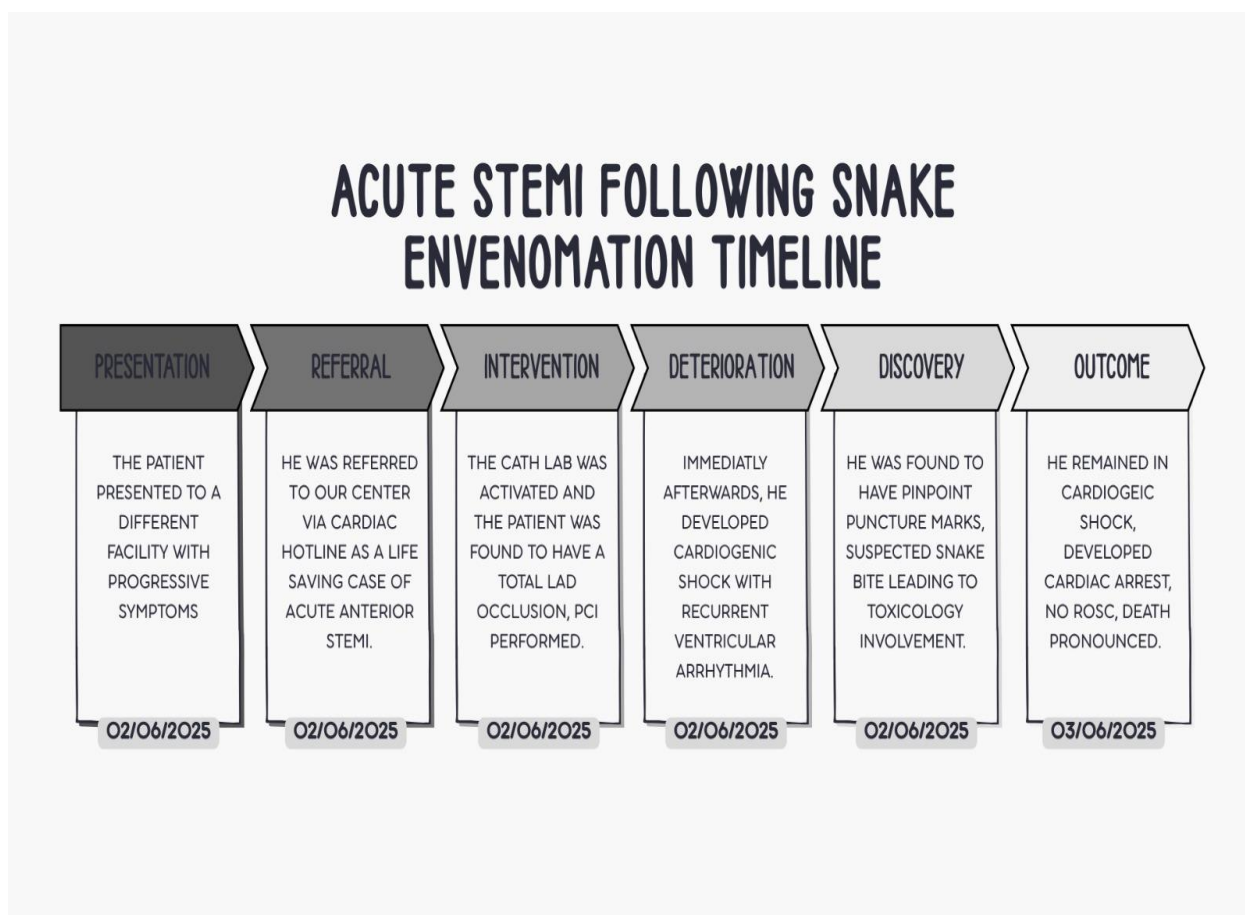 ACUTE STEMI FOLLOWING SNAKE
ENVENOMATION TIMELINE
PRESENTATION
THE PATIENT
PRESENTED TO A
DIFFERENT
FACILITY WITH
PROGRESSIVE
SYMPTOMS
02/06/2025
REFERRAL
HE WAS REFERRED
TO OUR CENTER
VIA CARDIAC
HOTLINE AS A LIFE
SAVING CASE OF
ACUTE ANTERIOR
STEMI.
02/06/2025
INTERVENTION
THE CATH LAB WAS
ACTIVATED AND
THE PATIENT WAS
FOUND TO HAVE A
TOTAL LAD
OCCLUSION, PCI
PERFORMED.
02/06/2025
DETERIORATION
IMMEDIATLY
AFTERWARDS, HE
DEVELOPED
CARDIOGENIC
SHOCK WITH
RECURRENT
VENTRICULAR
ARRHYTHMIA.
02/06/2025
DISCOVERY
HE WAS FOUND TO
HAVE PINPOINT
PUNCTURE MARKS,
SUSPECTED SNAKE
BITE LEADING TO
TOXICOLOGY
INVOLVEMENT.
02/06/2025
OUTCOME
HE REMAINED IN
CARDIOGEIC
SHOCK,
DEVELOPED
CARDIAC ARREST,
NO ROSC, DEATH
PRONOUNCED.
03/06/2025